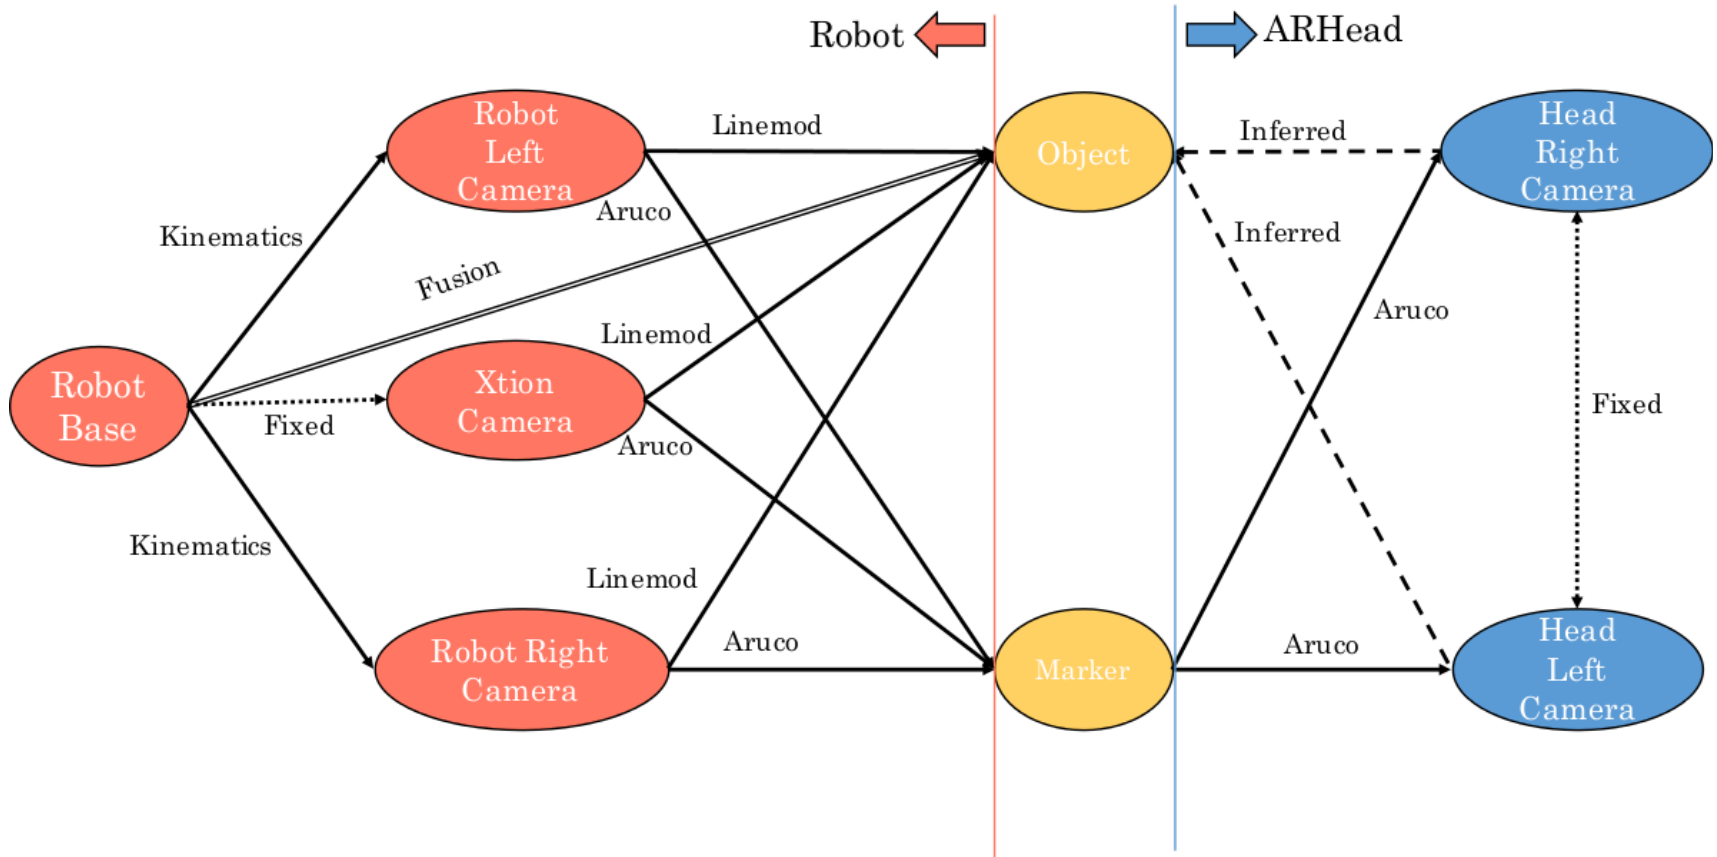 Robot
ARHead
Robot
Left
Camera
Linemod
Object
Inferred
Head
Right
Camera
Aruco
Kinematics
Inferred
Fusion
Aruco
Linemod
Robot
Base
Xtion
Camera
Fixed
Fixed
Aruco
Kinematics
Linemod
Robot Right
Camera
Aruco
Marker
Aruco
Head
Left
Camera